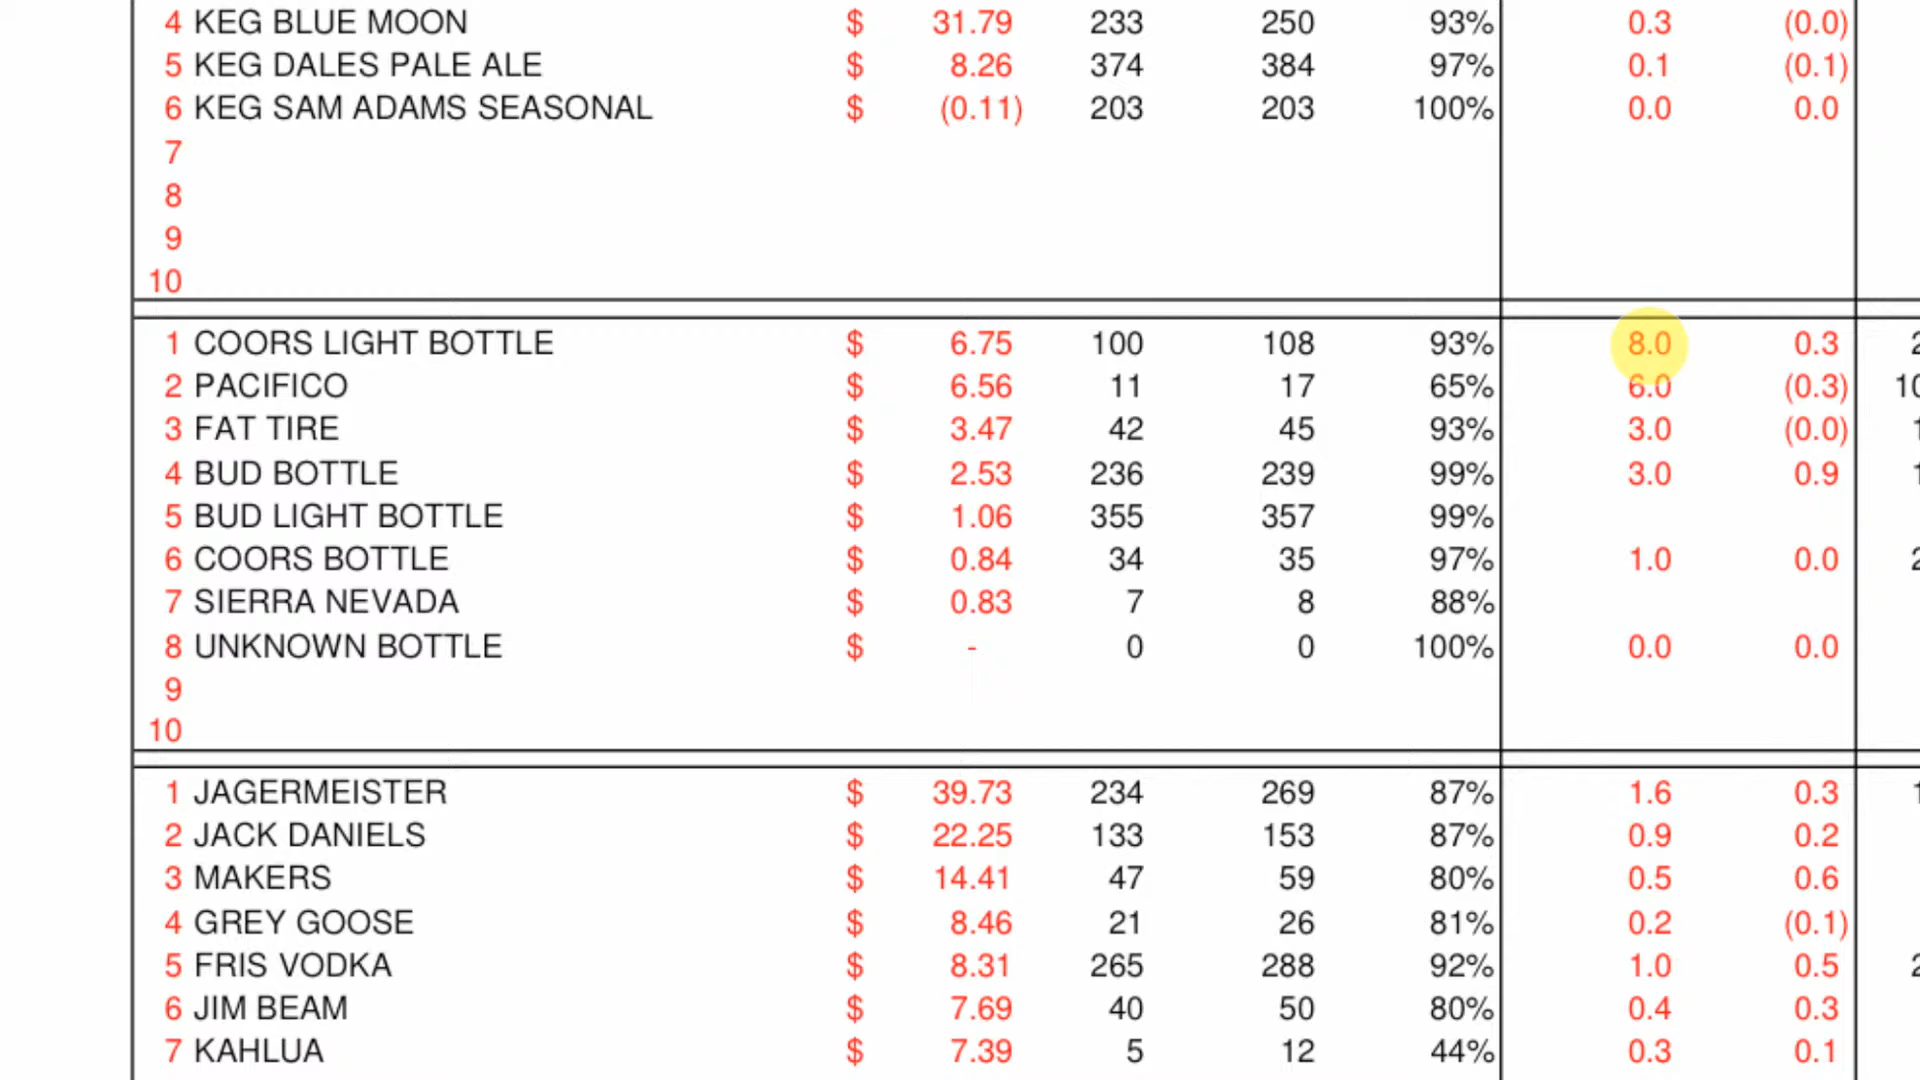 4 KEG BLUE MOON $ 31.79 233 250 93% 0.3 (0.0)
5 KEG DALES PALE ALE $ 8.26 374 384 97% 0.1 (0.1)
6 KEG SAM ADAMS SEASONAL $ (0.11) 203 203 100% 0.0 0.0
7
8
9
10
1 COORS LIGHT BOTTLE $ 6.75 100 108 93% 8.0 0.3
2 PACIFICO $ 6.56 11 17 65% 6.0 (0.3)
3 FAT TIRE $ 3.47 42 45 93% 3.0 (0.0)
4 BUD BOTTLE $ 2.53 236 239 99% 3.0 0.9
5 BUD LIGHT BOTTLE $ 1.06 355 357 99%
6 COORS BOTTLE $ 0.84 34 35 97% 1.0 0.0
7 SIERRA NEVADA $ 0.83 7 8 88%
8 UNKNOWN BOTTLE $ - 0 0 100% 0.0 0.0
9
10
1 JAGERMEISTER $ 39.73 234 269 87% 1.6 0.3
2 JACK DANIELS $ 22.25 133 153 87% 0.9 0.2
3 MAKERS $ 14.41 47 59 80% 0.5 0.6
4 GREY GOOSE $ 8.46 21 26 81% 0.2 (0.1)
5 FRIS VODKA $ 8.31 265 288 92% 1.0 0.5
6 JIM BEAM $ 7.69 40 50 80% 0.4 0.3
7 KAHLUA $ 7.39 5 12 44% 0.3 0.1